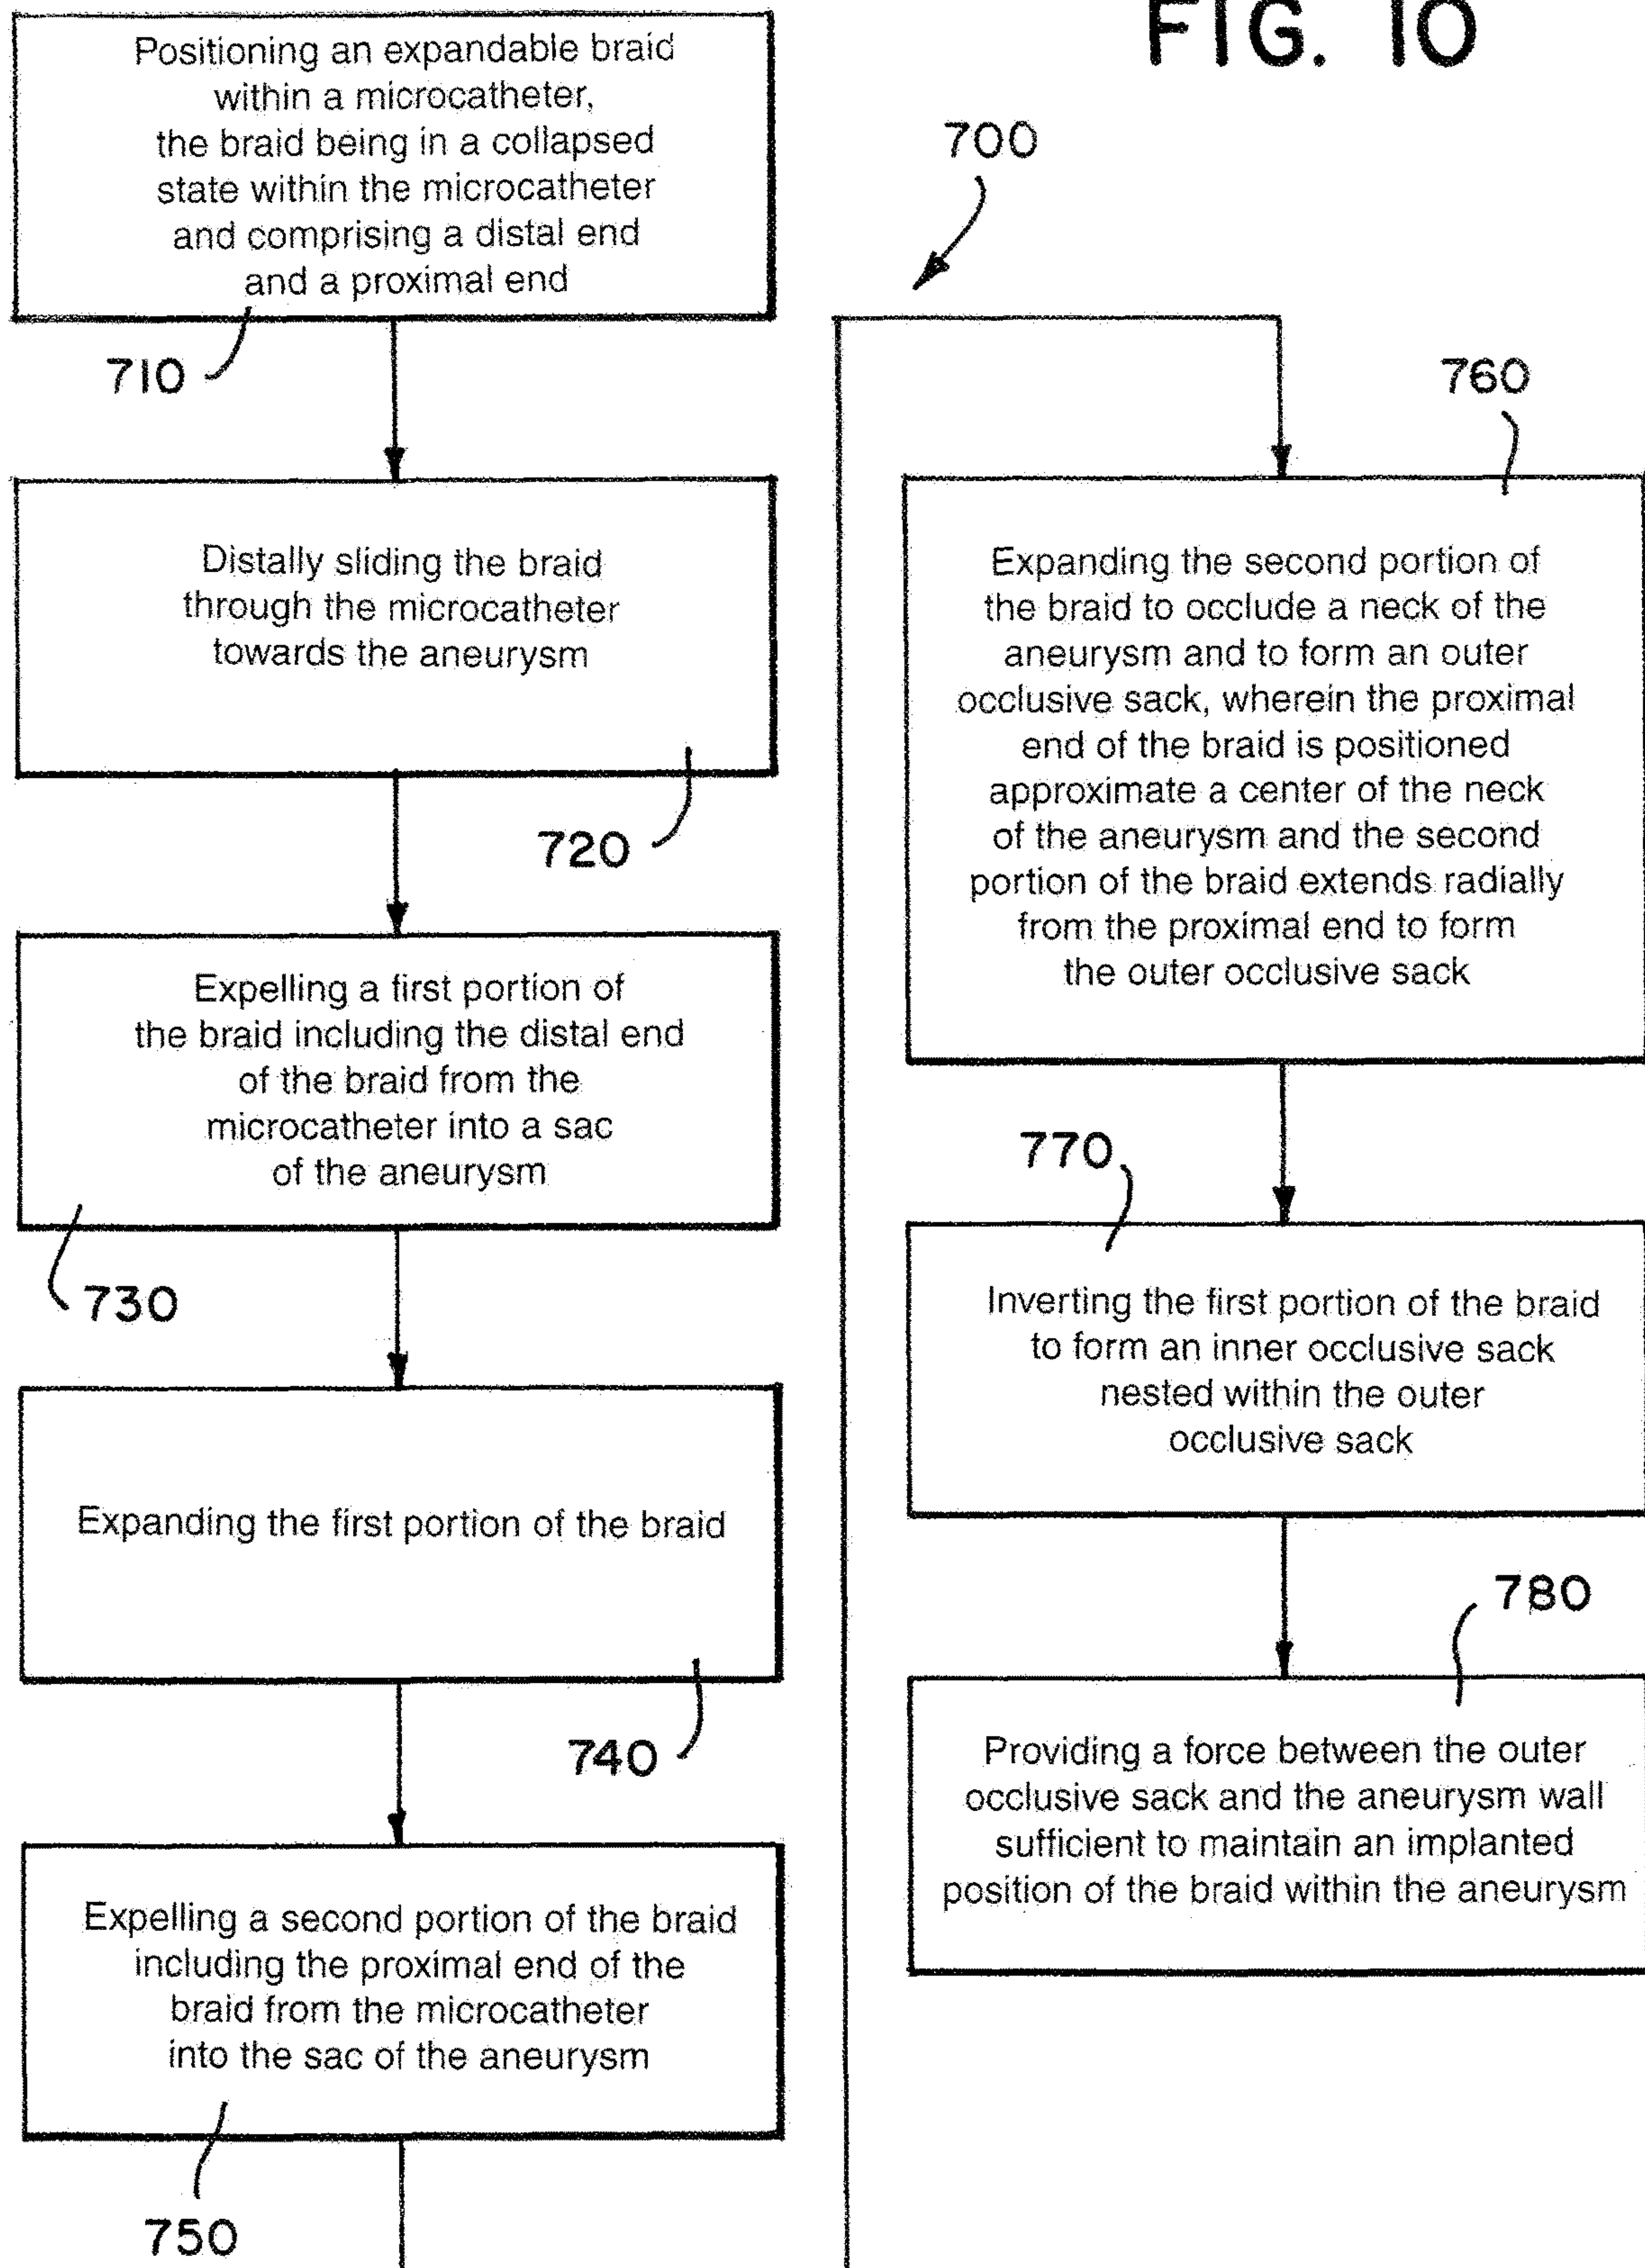 FIG. 10
700
Positioning an expandable braid
within a microcatheter,
the braid being in a collapsed
state within the microcatheter
and comprising a distal end
and a proximal end
710
Distally sliding the braid
through the microcatheter
towards the aneurysm
720
Expelling a first portion of
the braid including the distal end
of the braid from the
microcatheter into a sac
of the aneurysm
730
Expanding the first portion of the braid
740
Expelling a second portion of the braid
including the proximal end of the
braid from the microcatheter
into the sac of the aneurysm
750
760
Expanding the second portion of
the braid to occlude a neck of the
aneurysm and to form an outer
occlusive sack, wherein the proximal
end of the braid is positioned
approximate a center of the neck
of the aneurysm and the second
portion of the braid extends radially
from the proximal end to form
the outer occlusive sack
770
Inverting the first portion of the braid
to form an inner occlusive sack
nested within the outer
occlusive sack
780
Providing a force between the outer
occlusive sack and the aneurysm wall
sufficient to maintain an implanted
position of the braid within the aneurysm